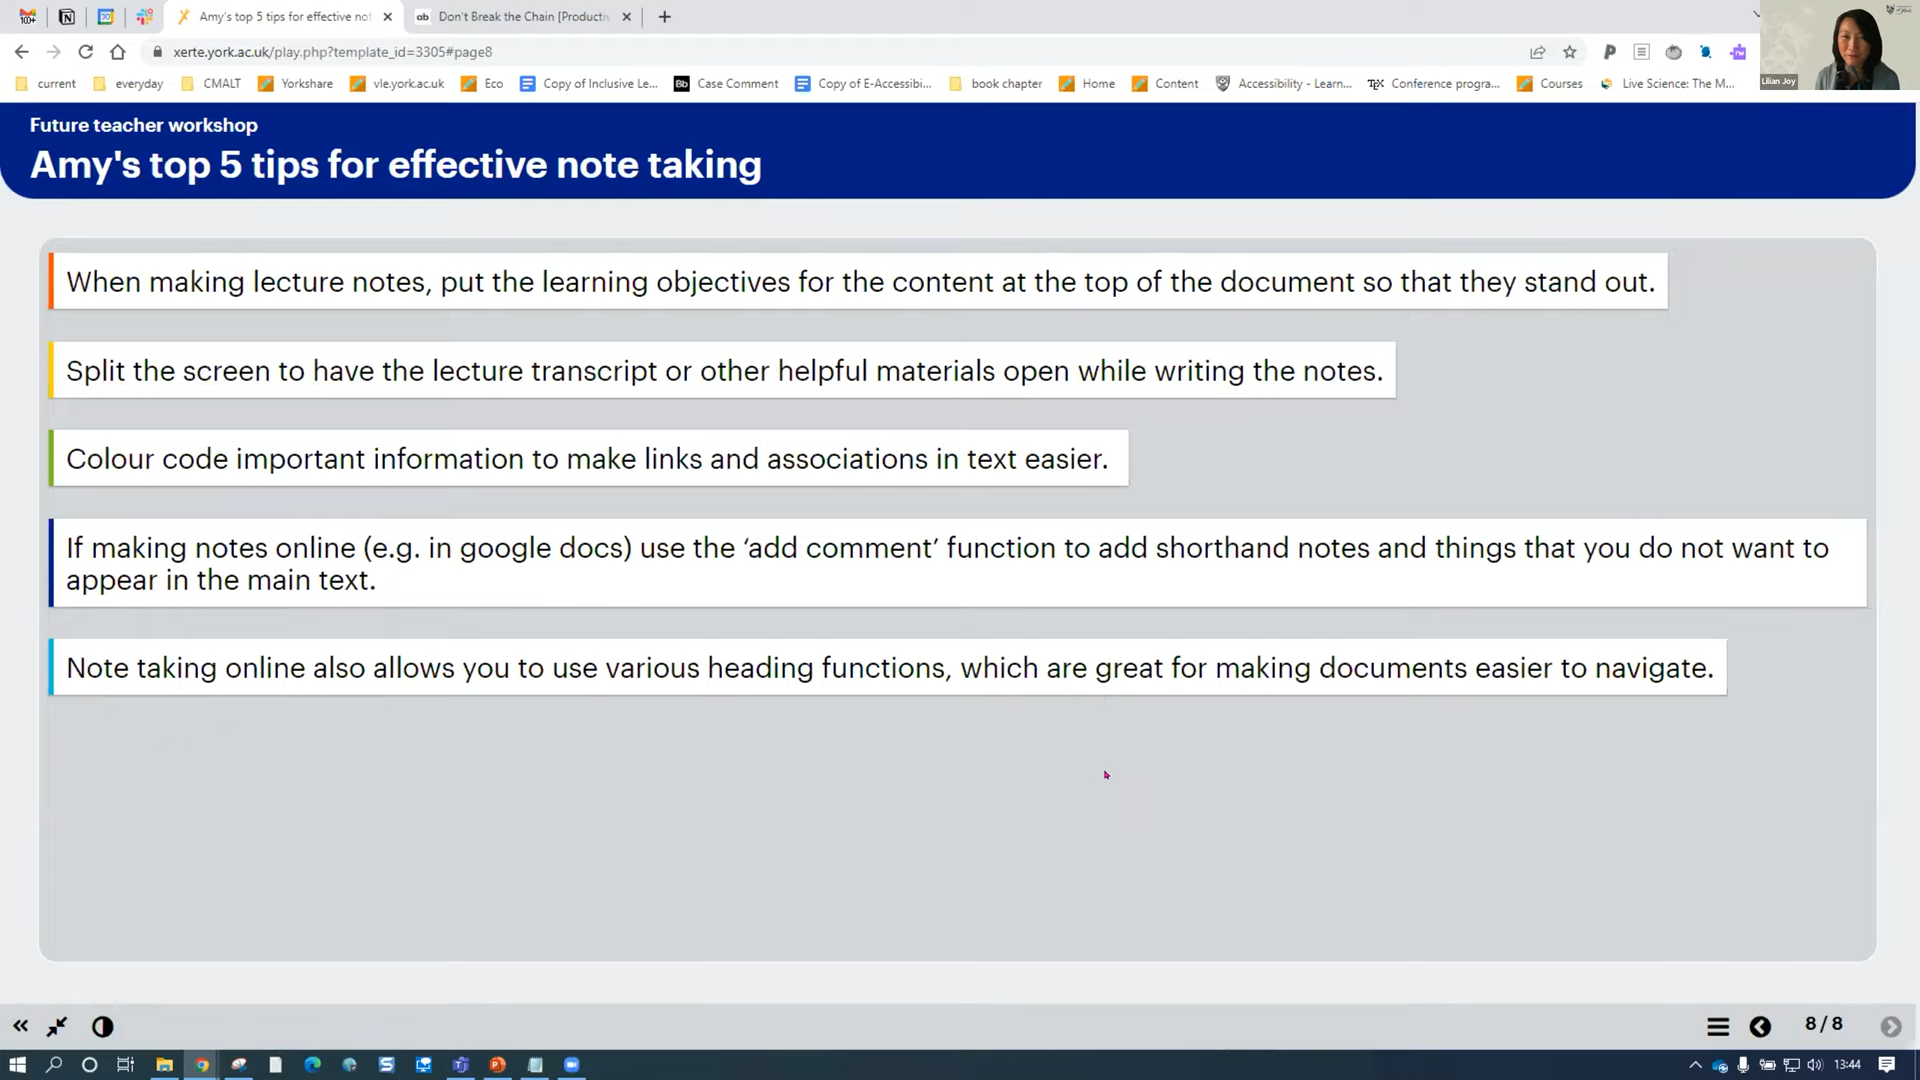 Amy's top 5 tips for effective not
Don't Break the Chain [Productiv
xerte.york.ac.uk/play.php?template_id=3305#page8
current everyday CMALT Yorkshare vle.york.ac.uk Eco Copy of Inclusive Le... Bb Case Comment Copy of E-Accessibi... book chapter Home Content Accessibility - Learn... Conference progra... Courses Live Science: The M...
Lilian Joy
Future teacher workshop
Amy's top 5 tips for effective note taking
When making lecture notes, put the learning objectives for the content at the top of the document so that they stand out.
Split the screen to have the lecture transcript or other helpful materials open while writing the notes.
Colour code important information to make links and associations in text easier.
If making notes online (e.g. in google docs) use the ‘add comment’ function to add shorthand notes and things that you do not want to
appear in the main text.
Note taking online also allows you to use various heading functions, which are great for making documents easier to navigate.
8 / 8
13:44